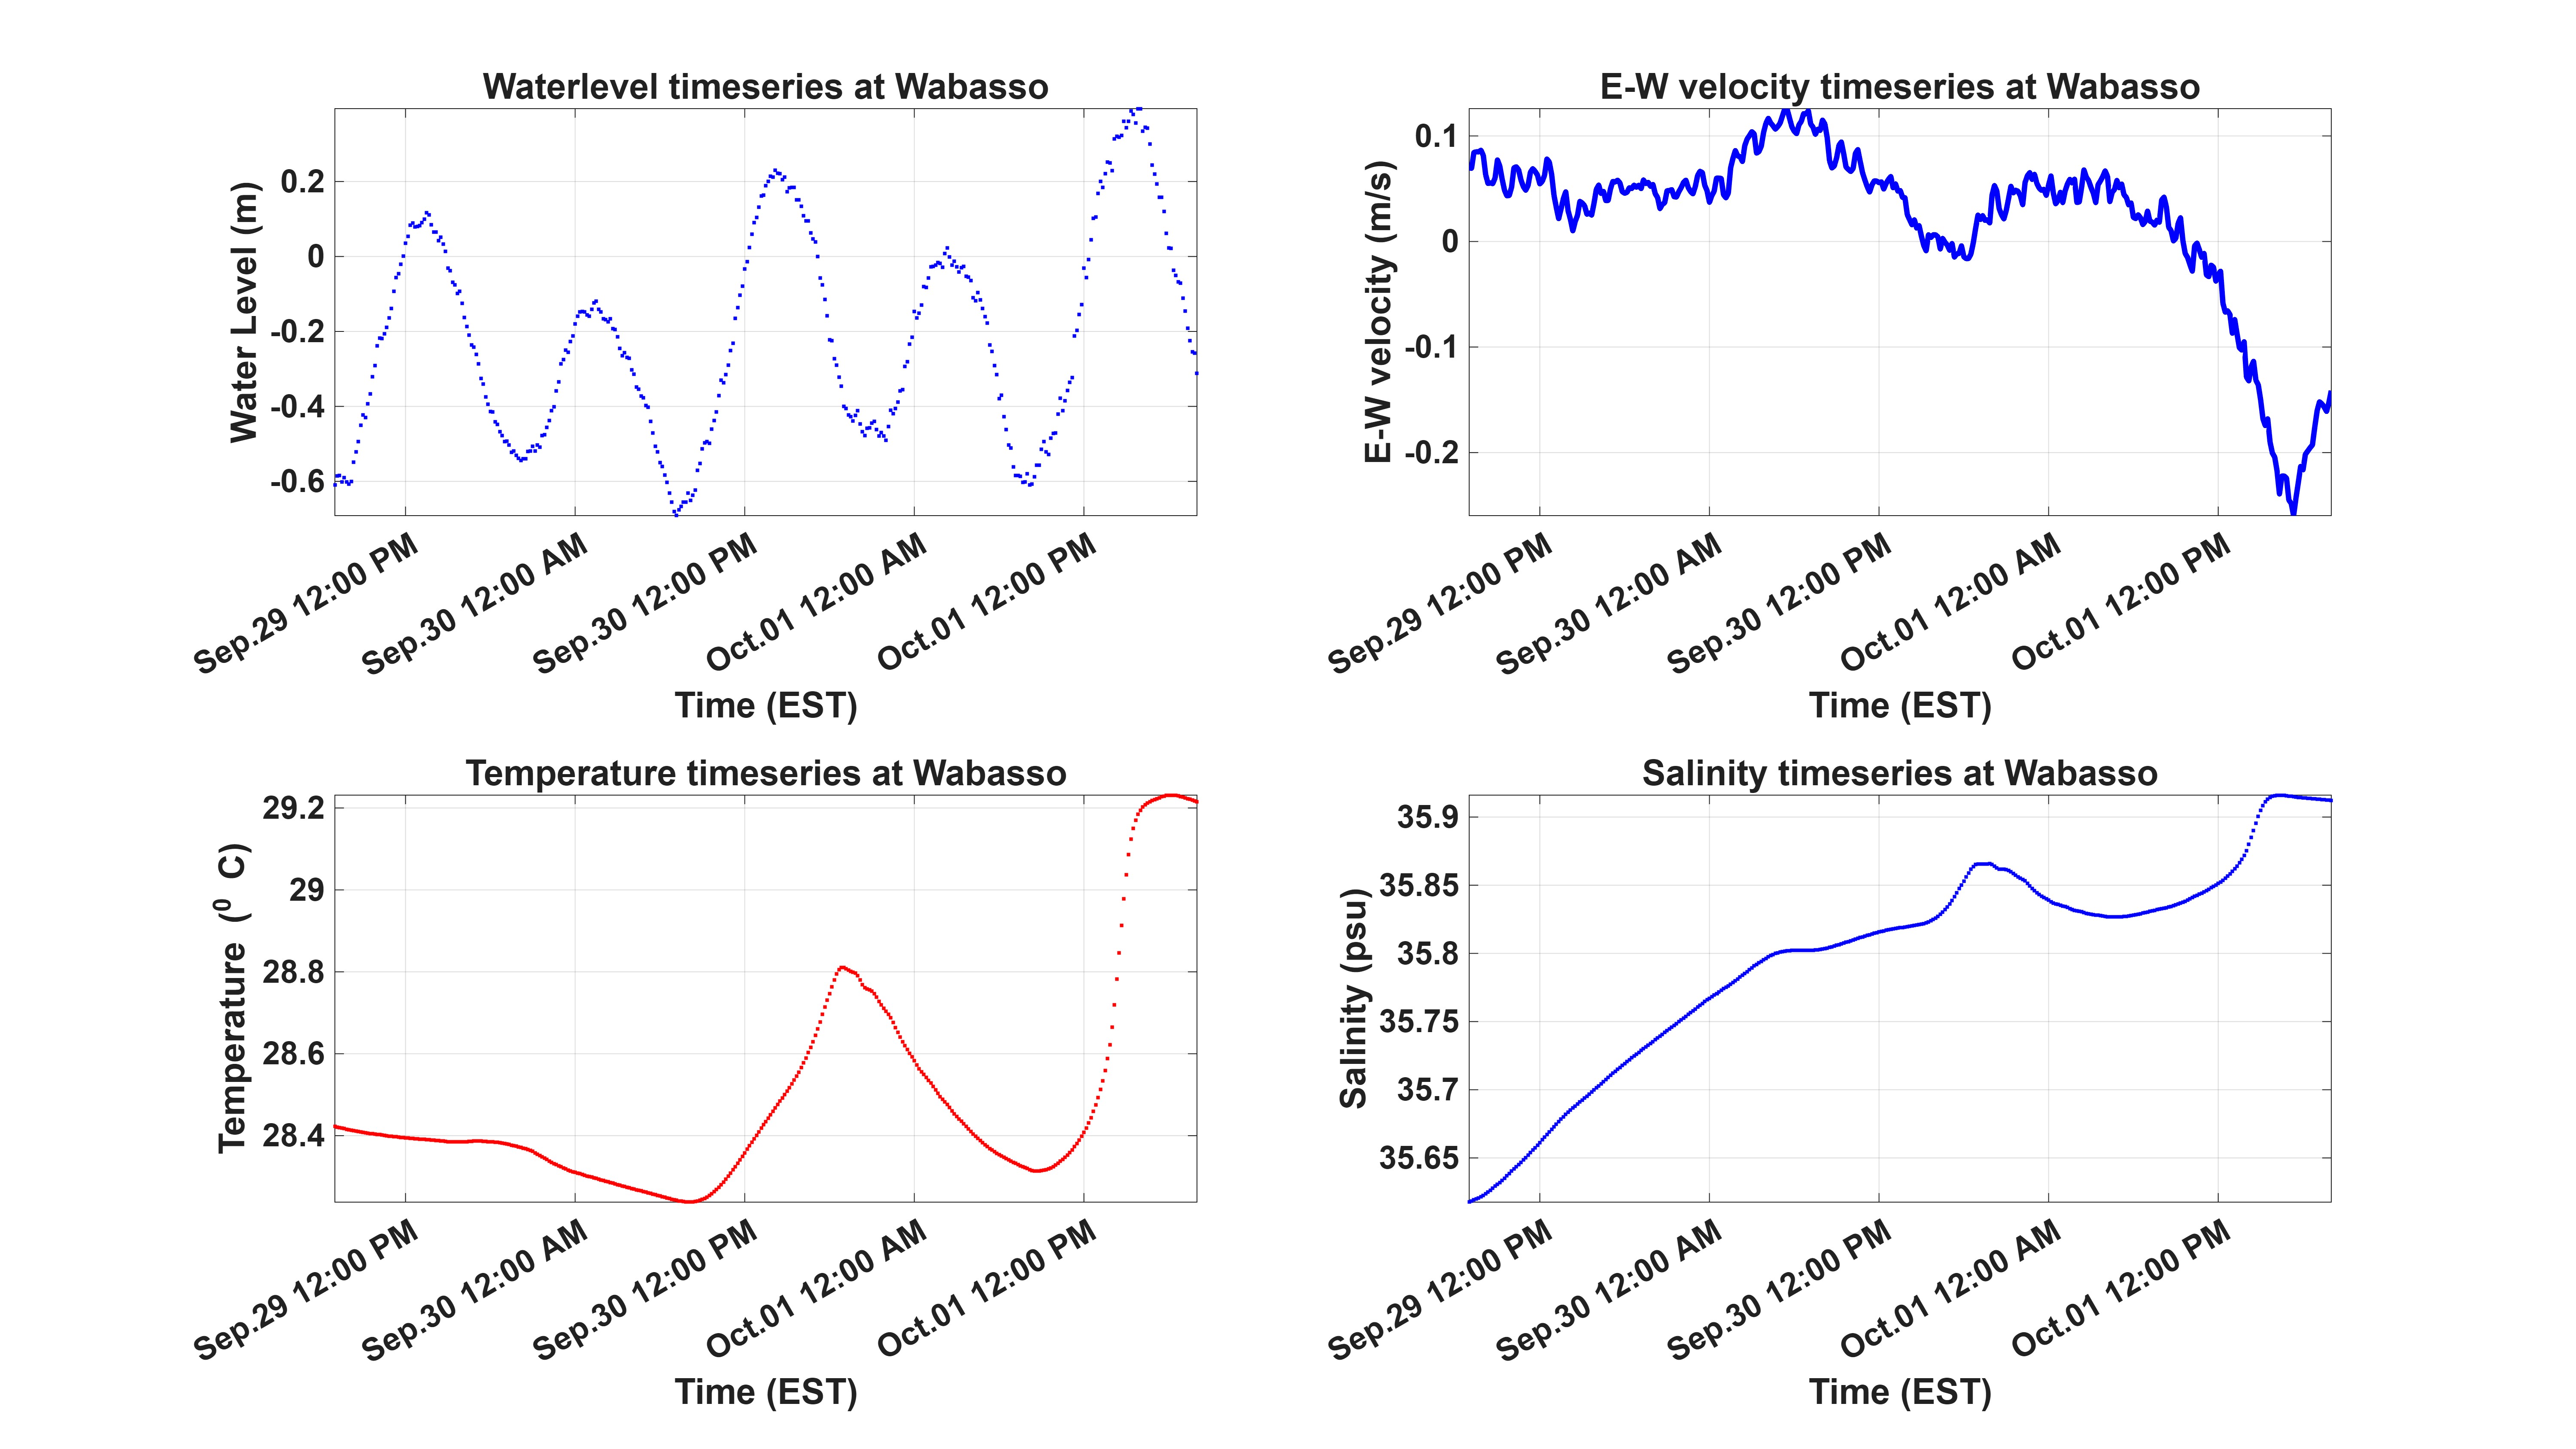 Waterlevel timeseries at Wabasso
Water Level (m)
0.2
0
-0.2
-0.4
-0.6
Sep.29 12:00 PM
Sep.30 12:00 AM
Sep.30 12:00 PM
Oct.01 12:00 AM
Oct.01 12:00 PM
Time (EST)
E-W velocity timeseries at Wabasso
E-W velocity (m/s)
0.1
0
-0.1
-0.2
Sep.29 12:00 PM
Sep.30 12:00 AM
Sep.30 12:00 PM
Oct.01 12:00 AM
Oct.01 12:00 PM
Time (EST)
Temperature timeseries at Wabasso
Temperature (⁰ C)
29.2
29
28.8
28.6
28.4
Sep.29 12:00 PM
Sep.30 12:00 AM
Sep.30 12:00 PM
Oct.01 12:00 AM
Oct.01 12:00 PM
Time (EST)
Salinity timeseries at Wabasso
Salinity (psu)
35.9
35.85
35.8
35.75
35.7
35.65
Sep.29 12:00 PM
Sep.30 12:00 AM
Sep.30 12:00 PM
Oct.01 12:00 AM
Oct.01 12:00 PM
Time (EST)